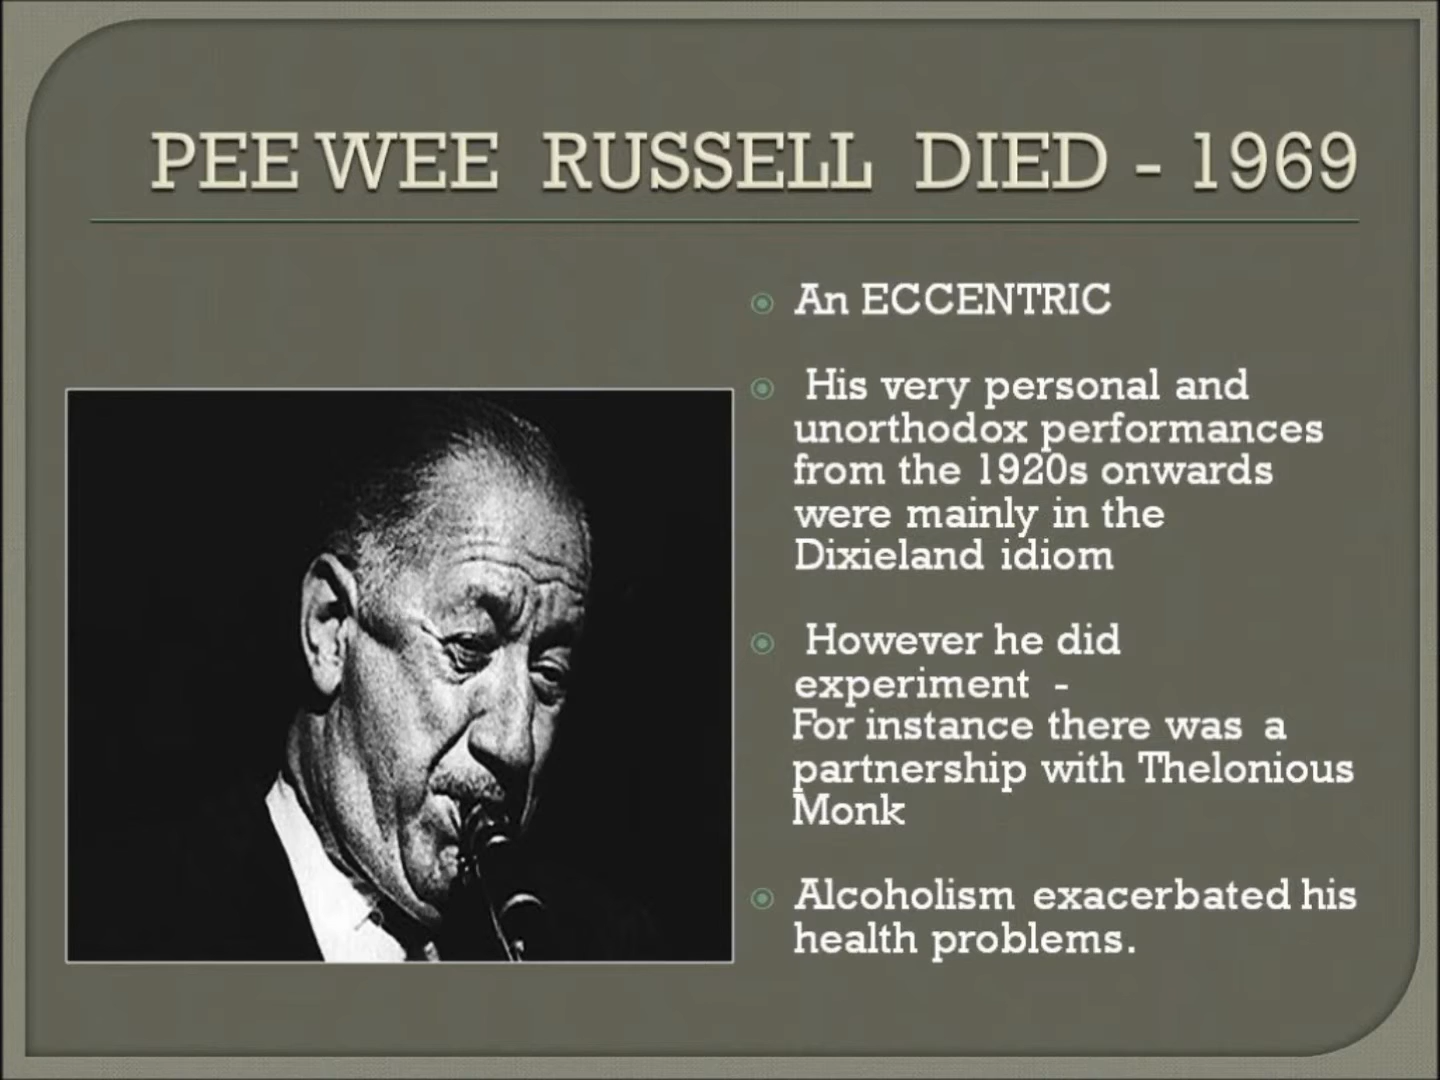 PEE WEE RUSSELL DIED - 1969
An ECCENTRIC
His very personal and
unorthodox performances
from the 1920s onwards
were mainly in the
Dixieland idiom
However he did
experiment -
For instance there was a
partnership with Thelonious
Monk
Alcoholism exacerbated his
health problems.